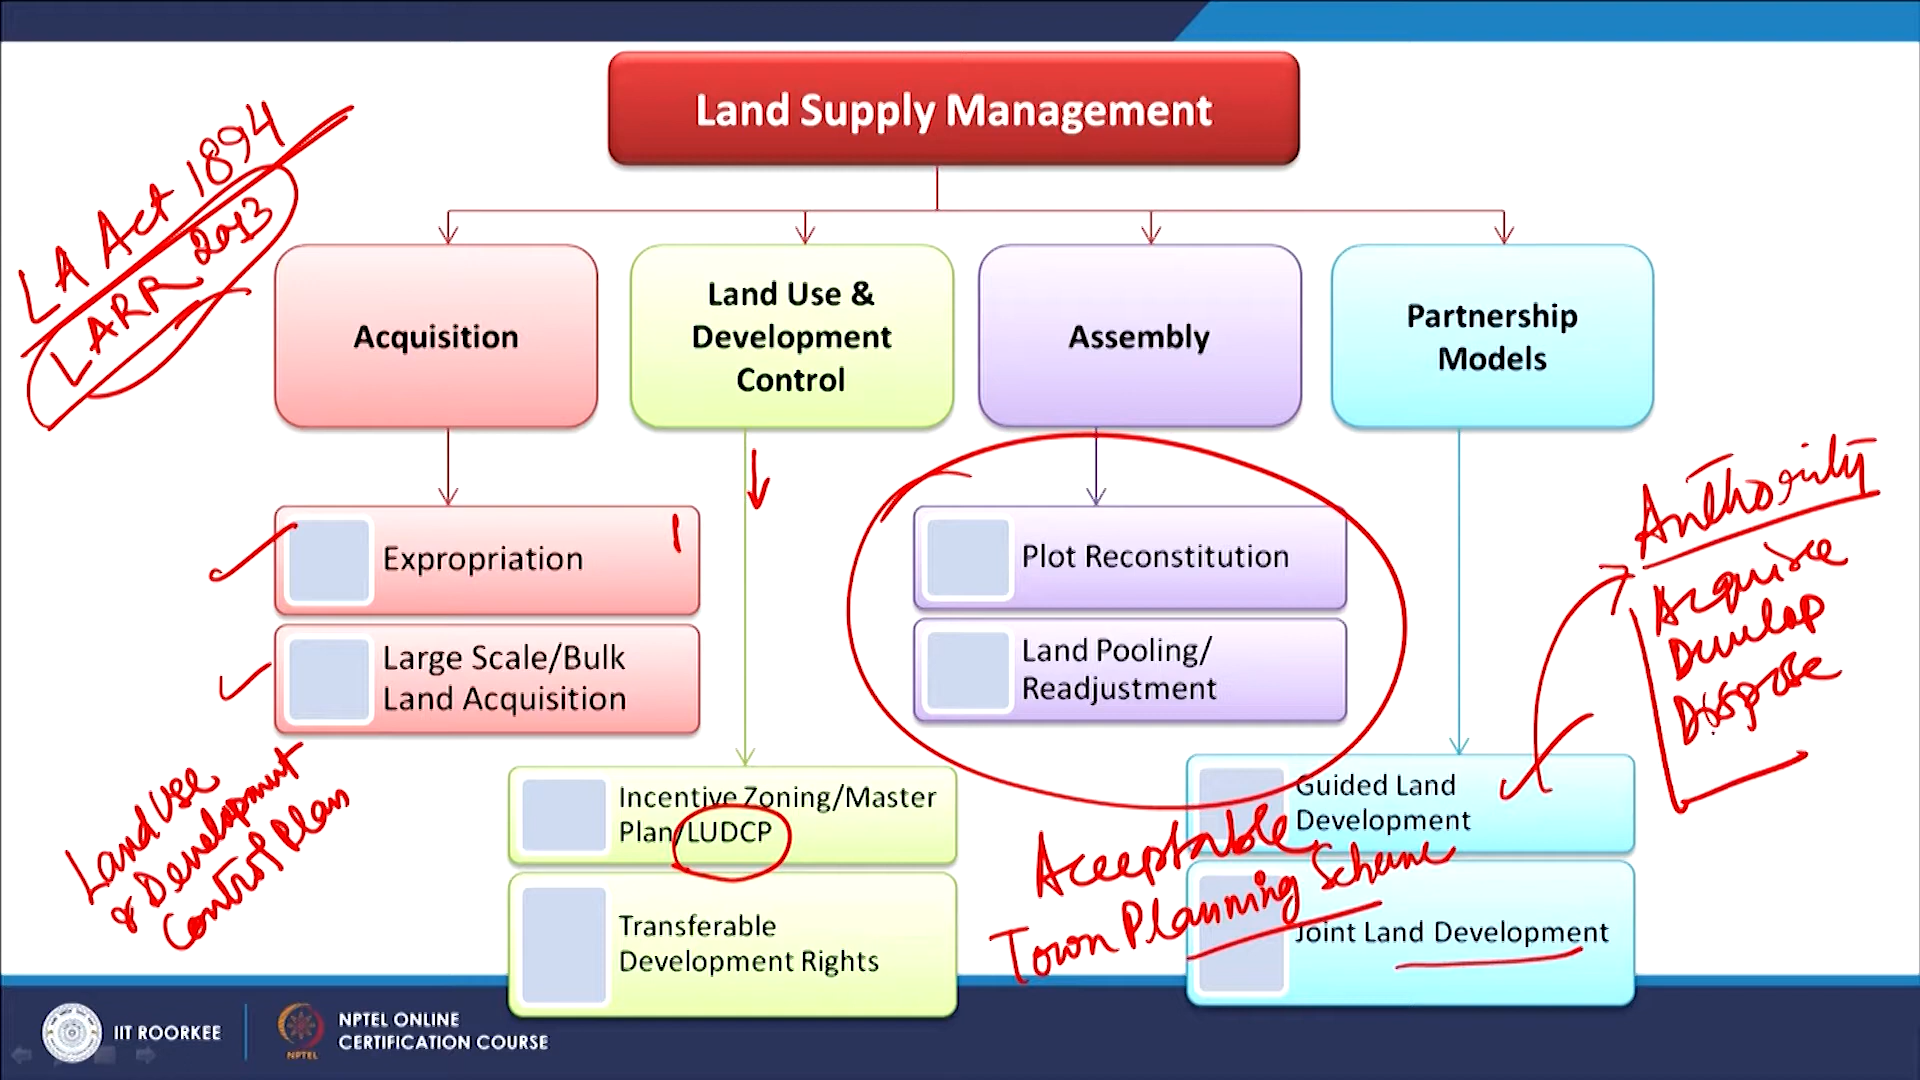 Land Supply Management
LA Act 1894
LARR 2013
Acquisition
Land Use &
Development
Control
Assembly
Partnership
Models
Expropriation
Large Scale/Bulk
Land Acquisition
Incentive Zoning/Master
Plan/LUDCP
Transferable
Development Rights
Plot Reconstitution
Land Pooling/
Readjustment
Guided Land
Development
Joint Land Development
Authority
Acquire
Develop
Dispose
Land Use
& Development
Control Plan
Acceptable
Town Planning Scheme
IIT ROORKEE
NPTEL
NPTEL ONLINE
CERTIFICATION COURSE